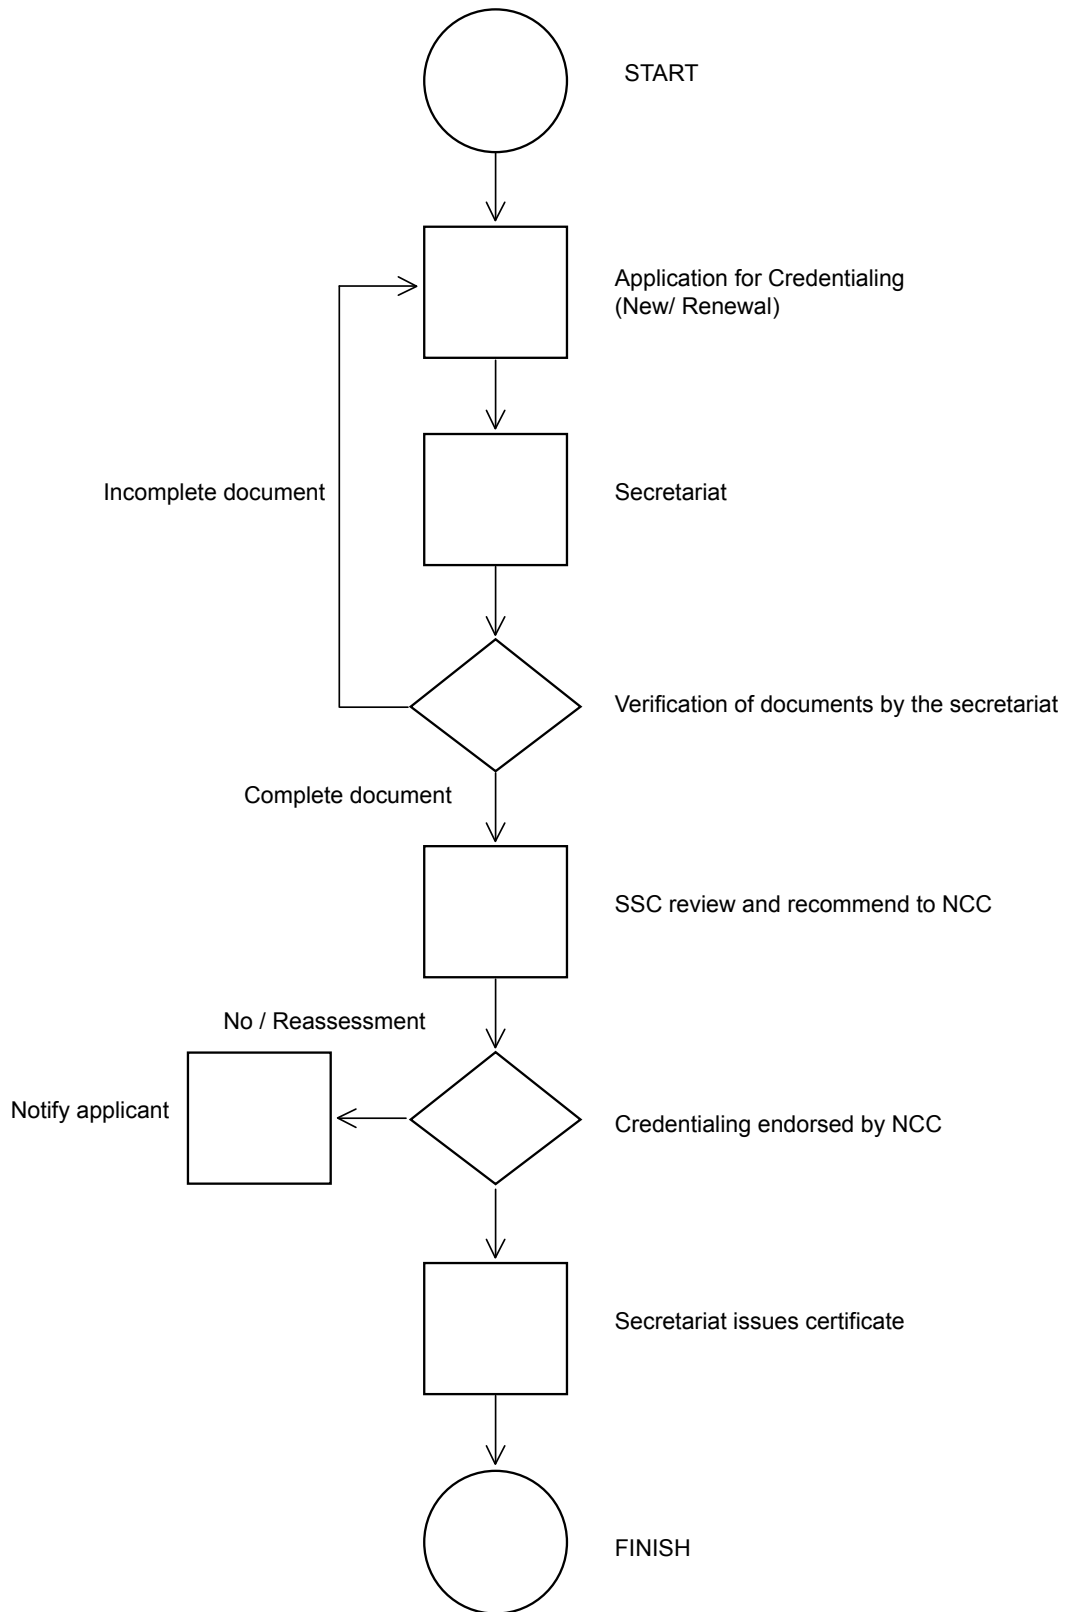 START
Application for Credentialing
(New/ Renewal)
Incomplete document
Secretariat
Verification of documents by the secretariat
Complete document
SSC review and recommend to NCC
No / Reassessment
Notify applicant
Credentialing endorsed by NCC
Secretariat issues certificate
FINISH